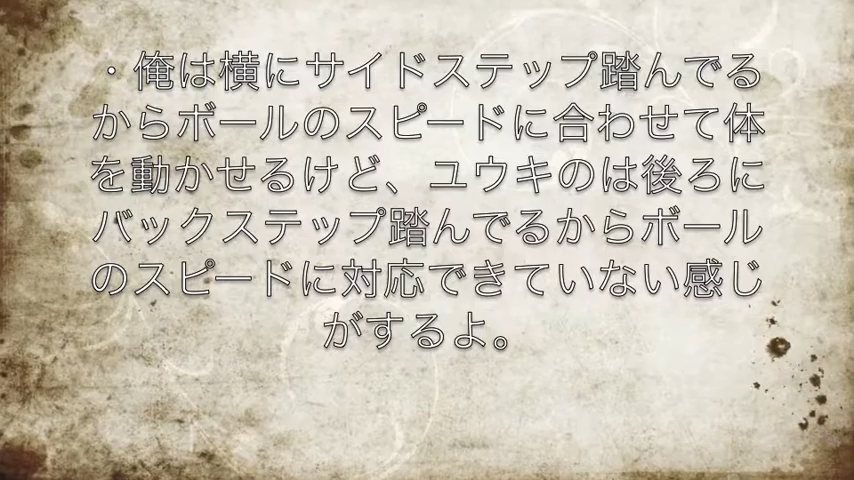 ・俺は横にサイドステップ踏んでる
からボールのスピードに合わせて体
を動かせるけど、ユウキのは後ろに
バックステップ踏んでるからボール
のスピードに対応できていない感じ
がするよ。